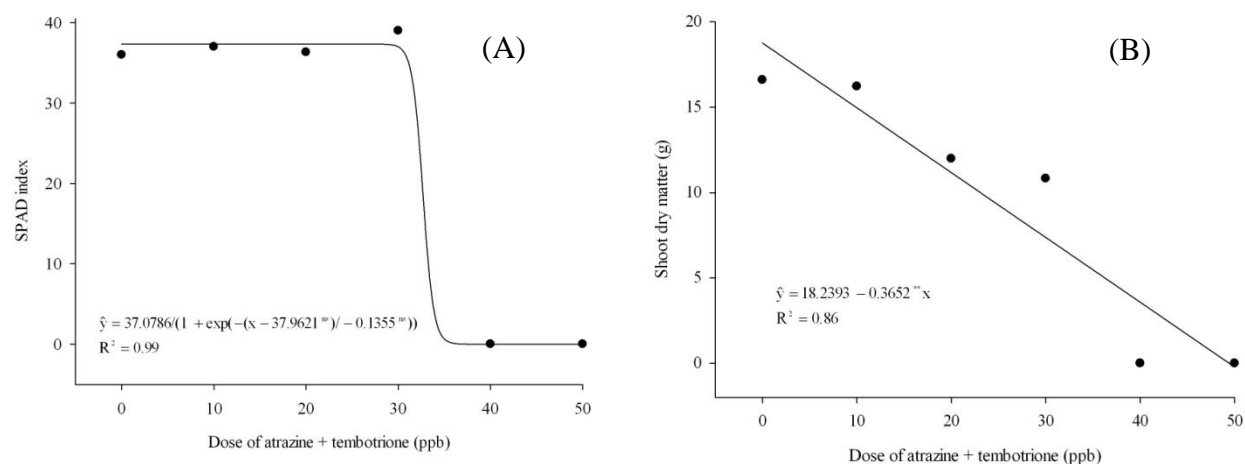 (A)
SPAD index
40
30
20
10
0
ŷ = 37.0786/(1 + exp(-(x - 37.9621 ns)/ - 0.1355 ns))
R² = 0.99
0 10 20 30 40 50
Dose of atrazine + tembotrione (ppb)
(B)
Shoot dry matter (g)
20
15
10
5
0
ŷ = 18.2393 - 0.3652 ** x
R² = 0.86
0 10 20 30 40 50
Dose of atrazine + tembotrione (ppb)